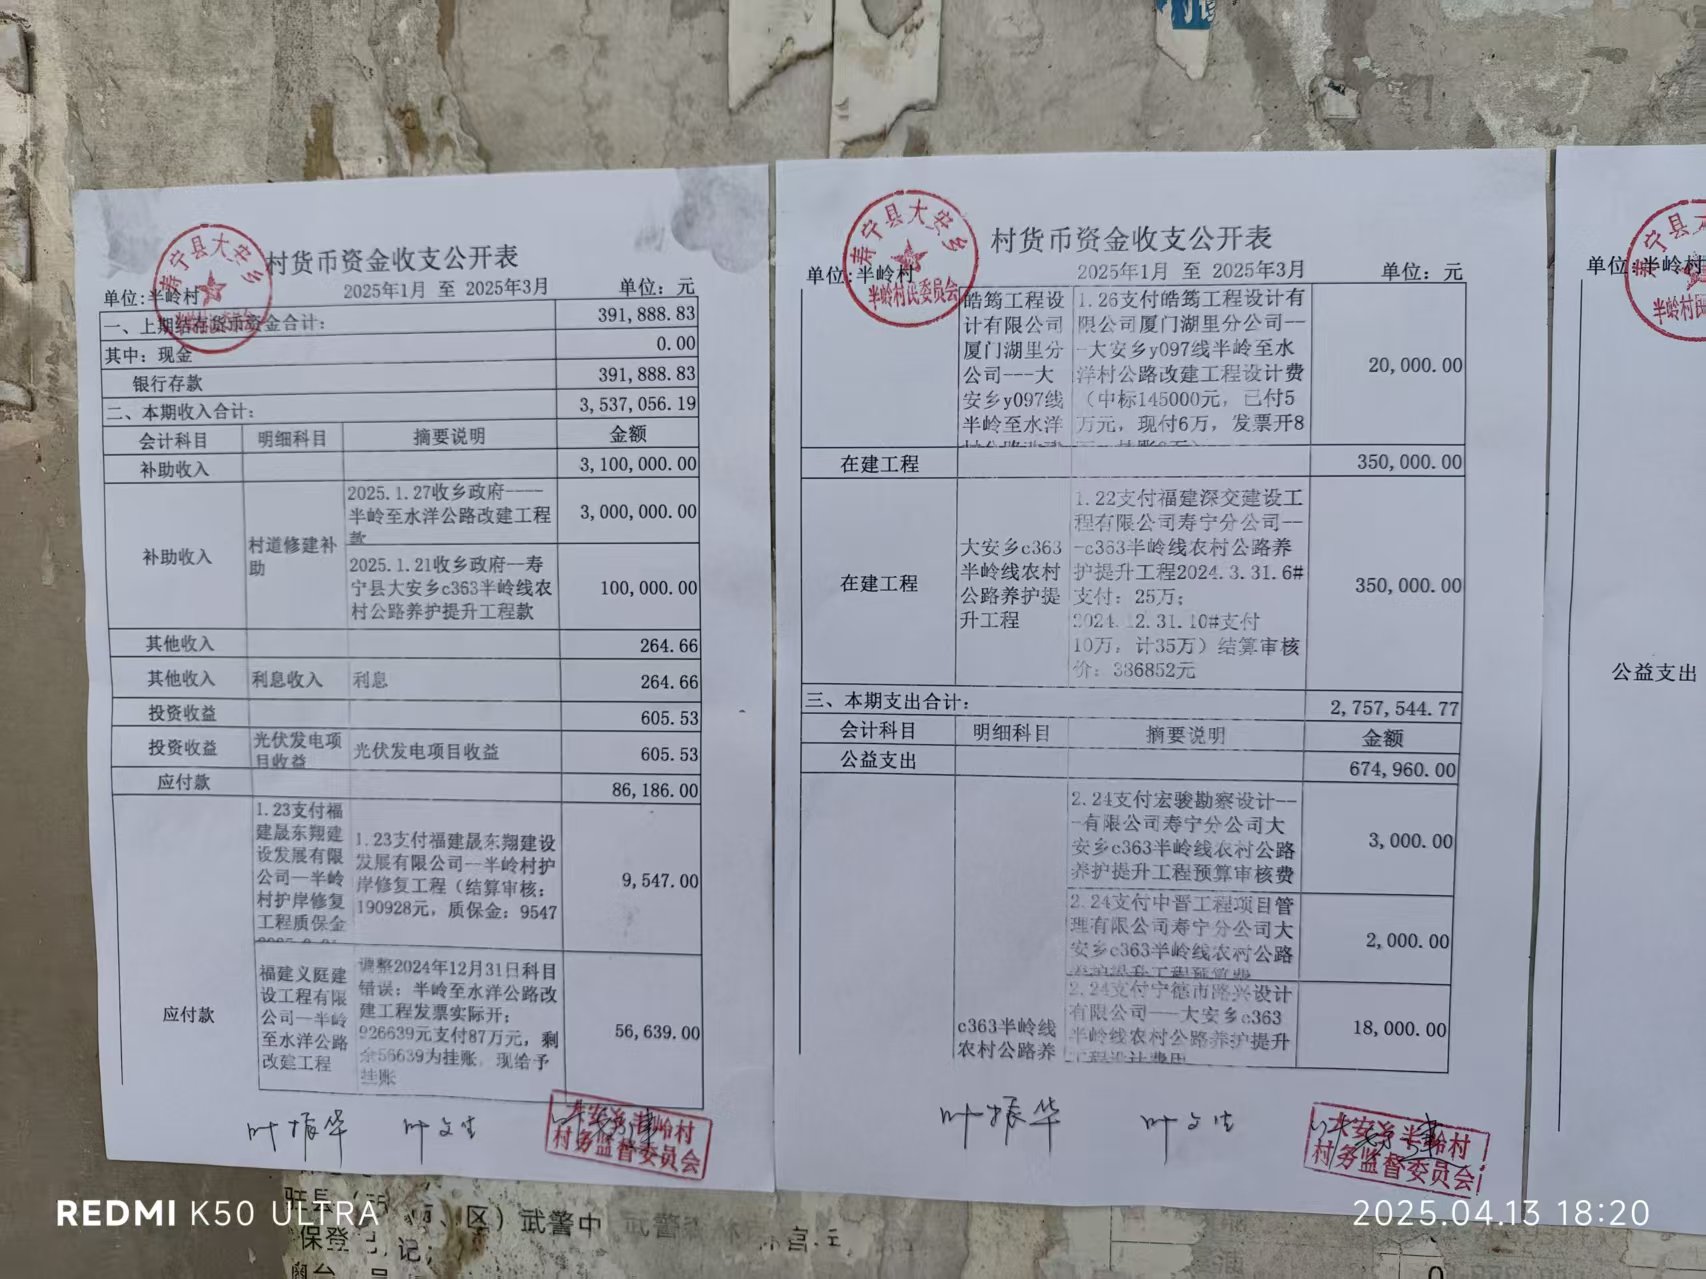 村货币资金收支公开表
单位:半岭村
2025年1月 至 2025年3月
单位：元
一、上期结存货币资金合计：
391,888.83
其中：现金
0.00
银行存款
391,888.83
二、本期收入合计：
3,537,056.19
会计科目 明细科目 摘要说明 金额
补助收入
3,100,000.00
补助收入
村道修建补
助
2025.1.27收乡政府----
半岭至水洋公路改建工程
款
3,000,000.00
2025.1.21收乡政府—寿
宁县大安乡c363半岭线农
村公路养护提升工程款
100,000.00
其他收入
264.66
其他收入 利息收入 利息
264.66
投资收益
605.53
投资收益
光伏发电项
目收益
光伏发电项目收益
605.53
应付款
86,186.00
应付款
1.23支付福
建晟东翔建
设发展有限
公司—半岭
村护岸修复
工程质保金
1.23支付福建晟东翔建设
发展有限公司—半岭村护
岸修复工程（结算审核：
190928元，质保金：9547
9,547.00
福建义庭建
设工程有限
公司—半岭
至水洋公路
改建工程
调整2024年12月31日科目
错误；半岭至水洋公路改
建工程发票实际开；
926639元支付87万元，剩
余56639为挂账，现给予
挂账
56,639.00
叶振华 叶文生
大安乡半岭村
村务监督委员会
寿宁县大安乡
半岭村民委员会
村货币资金收支公开表
单位:半岭村
2025年1月 至 2025年3月
单位：元
皓筠工程设
计有限公司
厦门湖里分
公司---大
安乡y097线
半岭至水洋
1.26支付皓筠工程设计有
限公司厦门湖里分公司--
-大安乡y097线半岭至水
洋村公路改建工程设计费
（中标145000元，已付5
万元，现付6万，发票开8
20,000.00
在建工程
350,000.00
在建工程
大安乡c363
半岭线农村
公路养护提
升工程
1.22支付福建深交建设工
程有限公司寿宁分公司--
-c363半岭线农村公路养
护提升工程2024.3.31.6#
支付：25万；
2024.12.31.10#支付
10万，计35万）结算审核
价：386852元
350,000.00
三、本期支出合计：
2,757,544.77
会计科目 明细科目 摘要说明 金额
公益支出
674,960.00
c363半岭线
农村公路养
2.24支付宏骏勘察设计--
-有限公司寿宁分公司大
安乡c363半岭线农村公路
养护提升工程预算审核费
3,000.00
2.24支付中晋工程项目管
理有限公司寿宁分公司大
安乡c363半岭线农村公路
养护提升工程预算费
2,000.00
2.24支付宁德市路兴设计
有限公司---大安乡c363
半岭线农村公路养护提升
工程设计费用
18,000.00
叶振华 叶文生
大安乡半岭村
村务监督委员会
单位:半岭村
公益支出
区）武警中
保登 记；
REDMI K50 ULTRA
2025.04.13 18:20